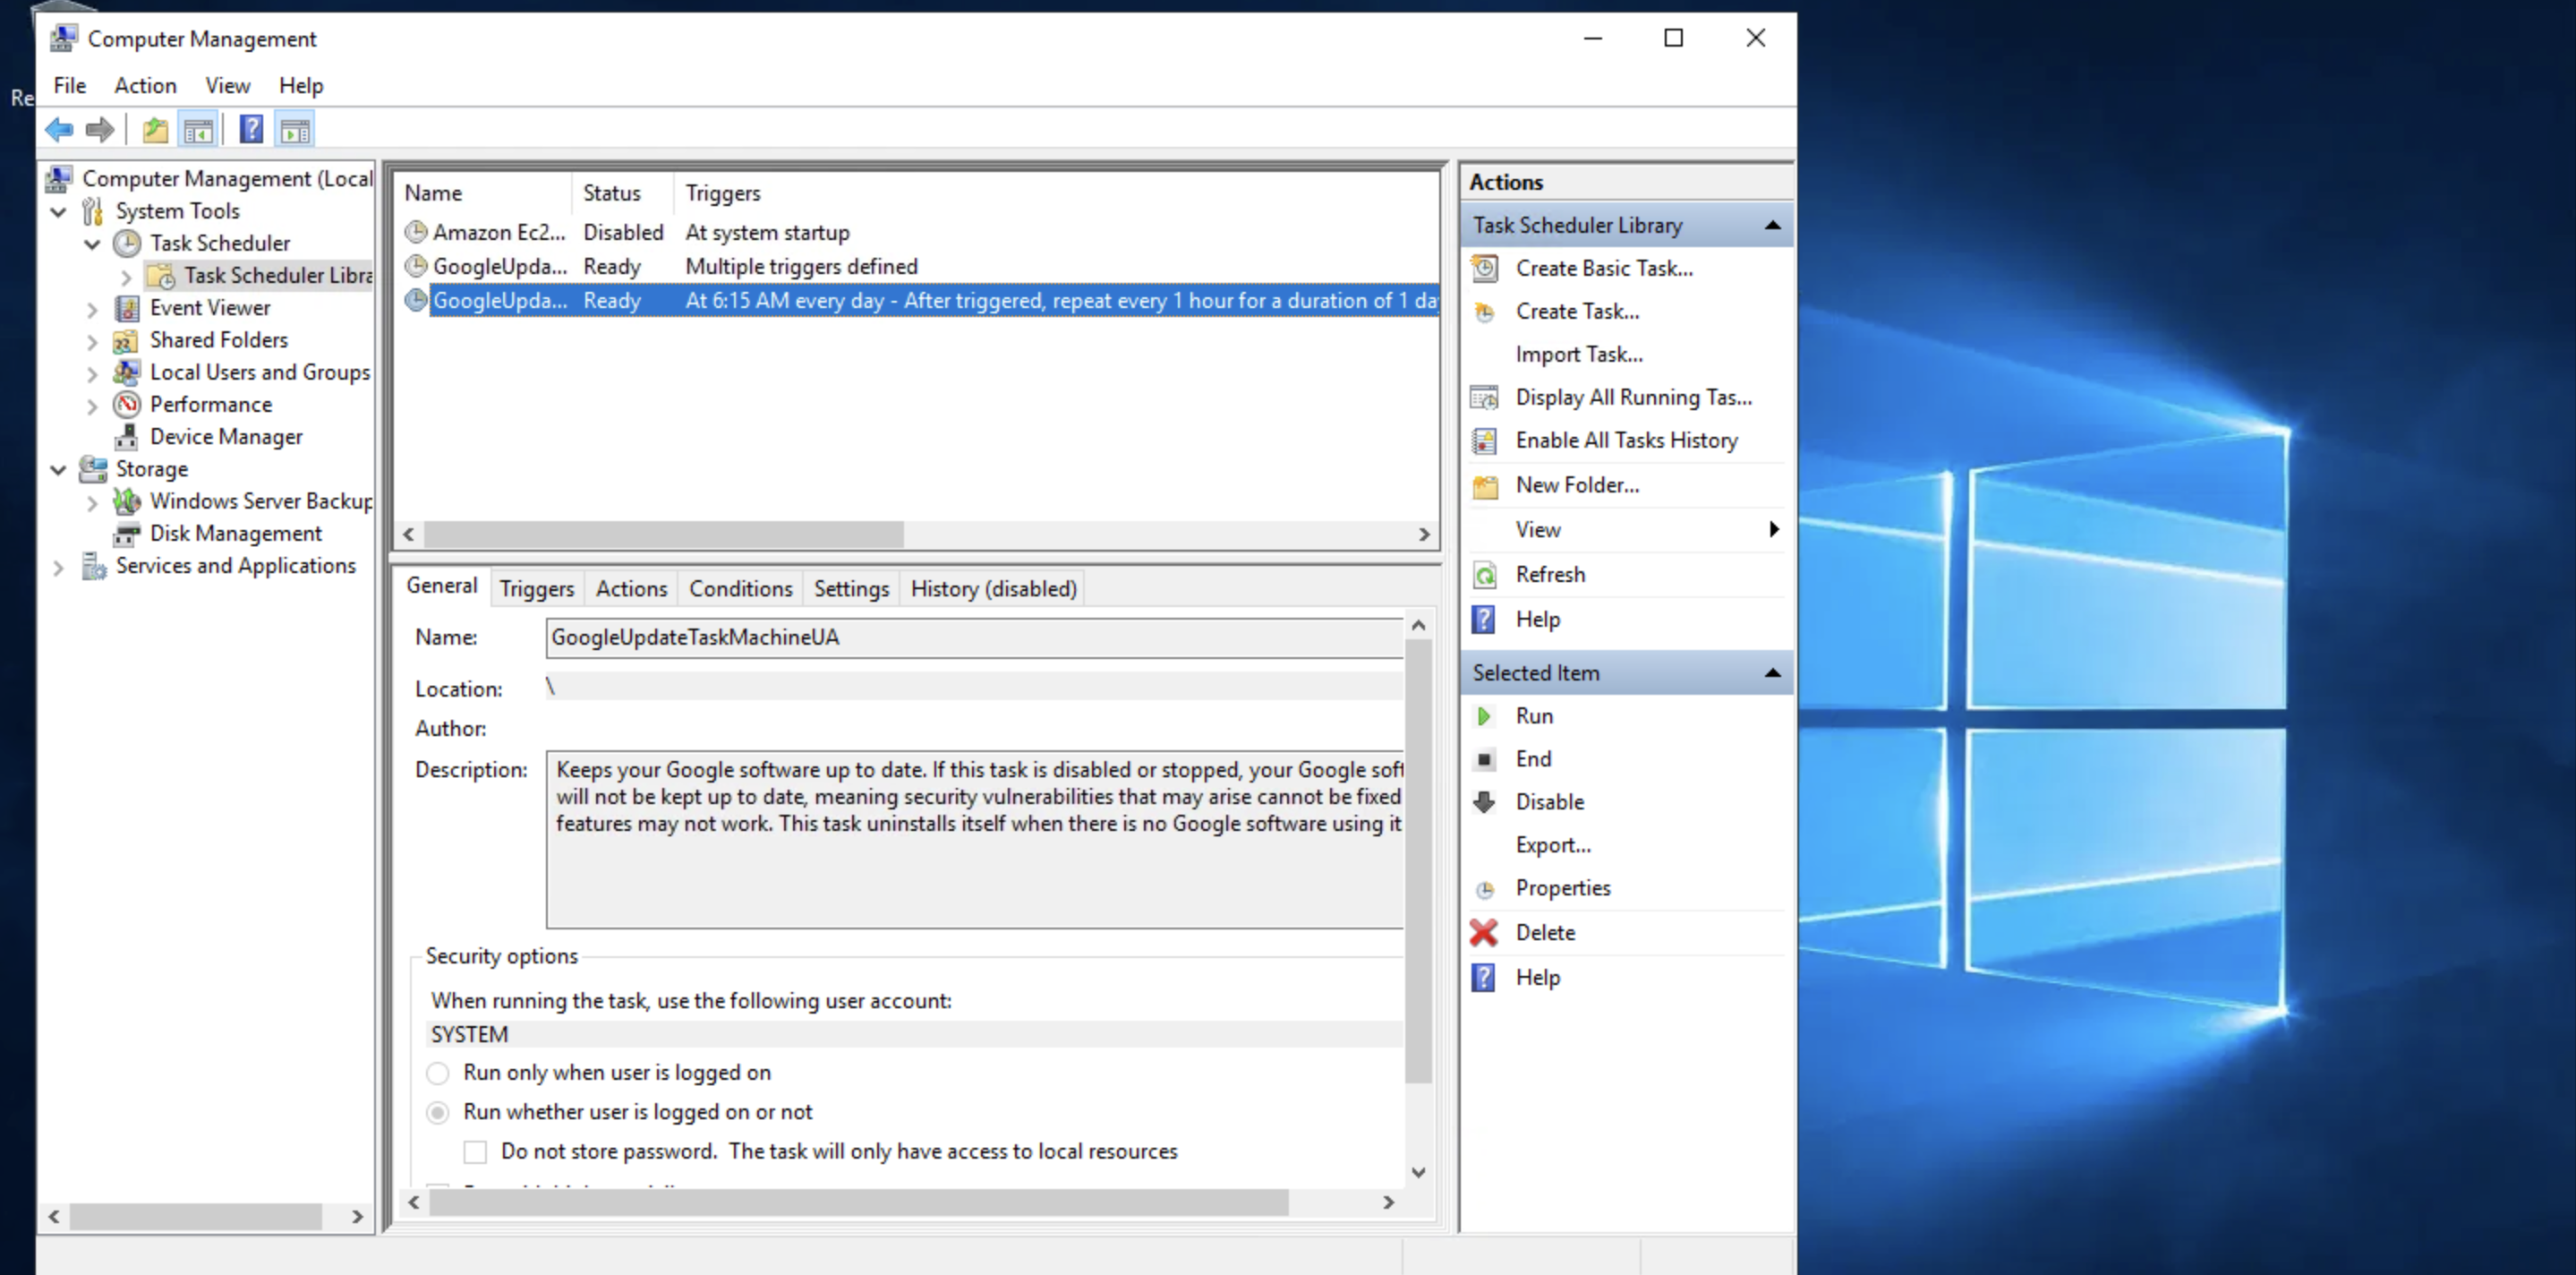 Computer Management
File Action View Help
Re
Computer Management (Local
System Tools
Task Scheduler
Task Scheduler Libra
Event Viewer
Shared Folders
Local Users and Groups
Performance
Device Manager
Storage
Windows Server Backup
Disk Management
Services and Applications
Name Status Triggers
Amazon Ec2... Disabled At system startup
GoogleUpda... Ready Multiple triggers defined
GoogleUpda... Ready At 6:15 AM every day - After triggered, repeat every 1 hour for a duration of 1 da
General Triggers Actions Conditions Settings History (disabled)
Name: GoogleUpdateTaskMachineUA
Location: \
Author:
Description: Keeps your Google software up to date. If this task is disabled or stopped, your Google soft
will not be kept up to date, meaning security vulnerabilities that may arise cannot be fixed
features may not work. This task uninstalls itself when there is no Google software using it
Security options
When running the task, use the following user account:
SYSTEM
Run only when user is logged on
Run whether user is logged on or not
Do not store password. The task will only have access to local resources
Actions
Task Scheduler Library
Create Basic Task...
Create Task...
Import Task...
Display All Running Tas...
Enable All Tasks History
New Folder...
View
Refresh
Help
Selected Item
Run
End
Disable
Export...
Properties
Delete
Help